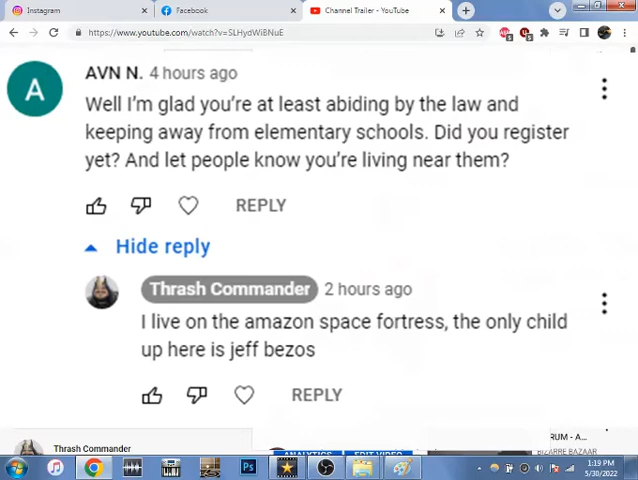 Instagram
Facebook
Channel Trailer - YouTube
https://www.youtube.com/watch?v=SLHydWiBNuE
A
AVN N. 4 hours ago
Well I'm glad you're at least abiding by the law and
keeping away from elementary schools. Did you register
yet? And let people know you're living near them?
REPLY
Hide reply
Thrash Commander 2 hours ago
I live on the amazon space fortress, the only child
up here is jeff bezos
REPLY
RUM - A...
Thrash Commander
ANALYTICS
EDIT VIDEO
BIZARRE BAZAAR
Ps
1:19 PM
5/30/2022